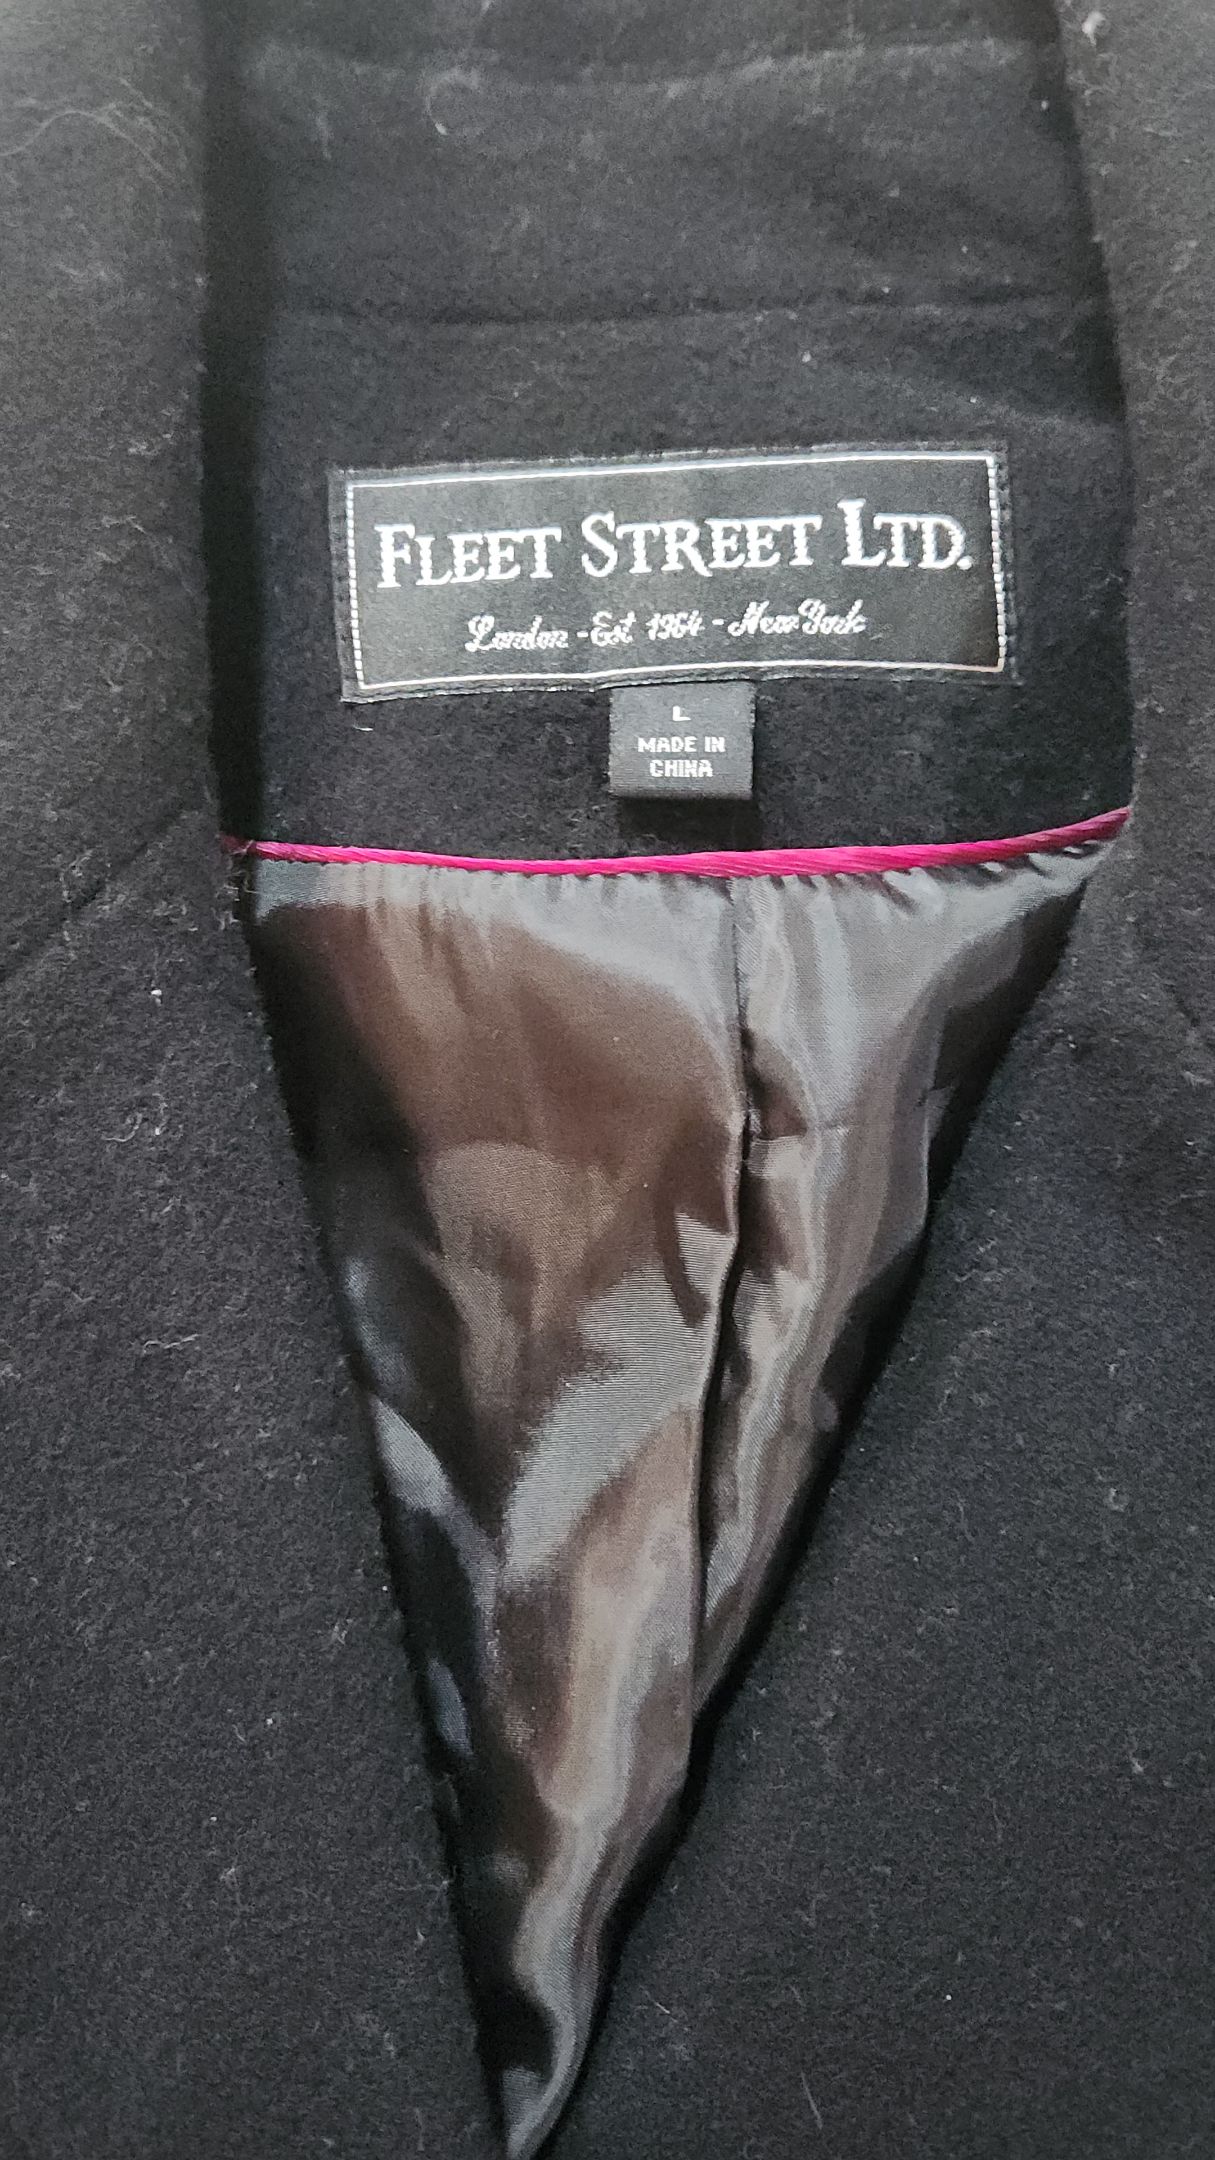 FLEET STREET LTD.
London - Est 1964 - New York
L
MADE IN
CHINA